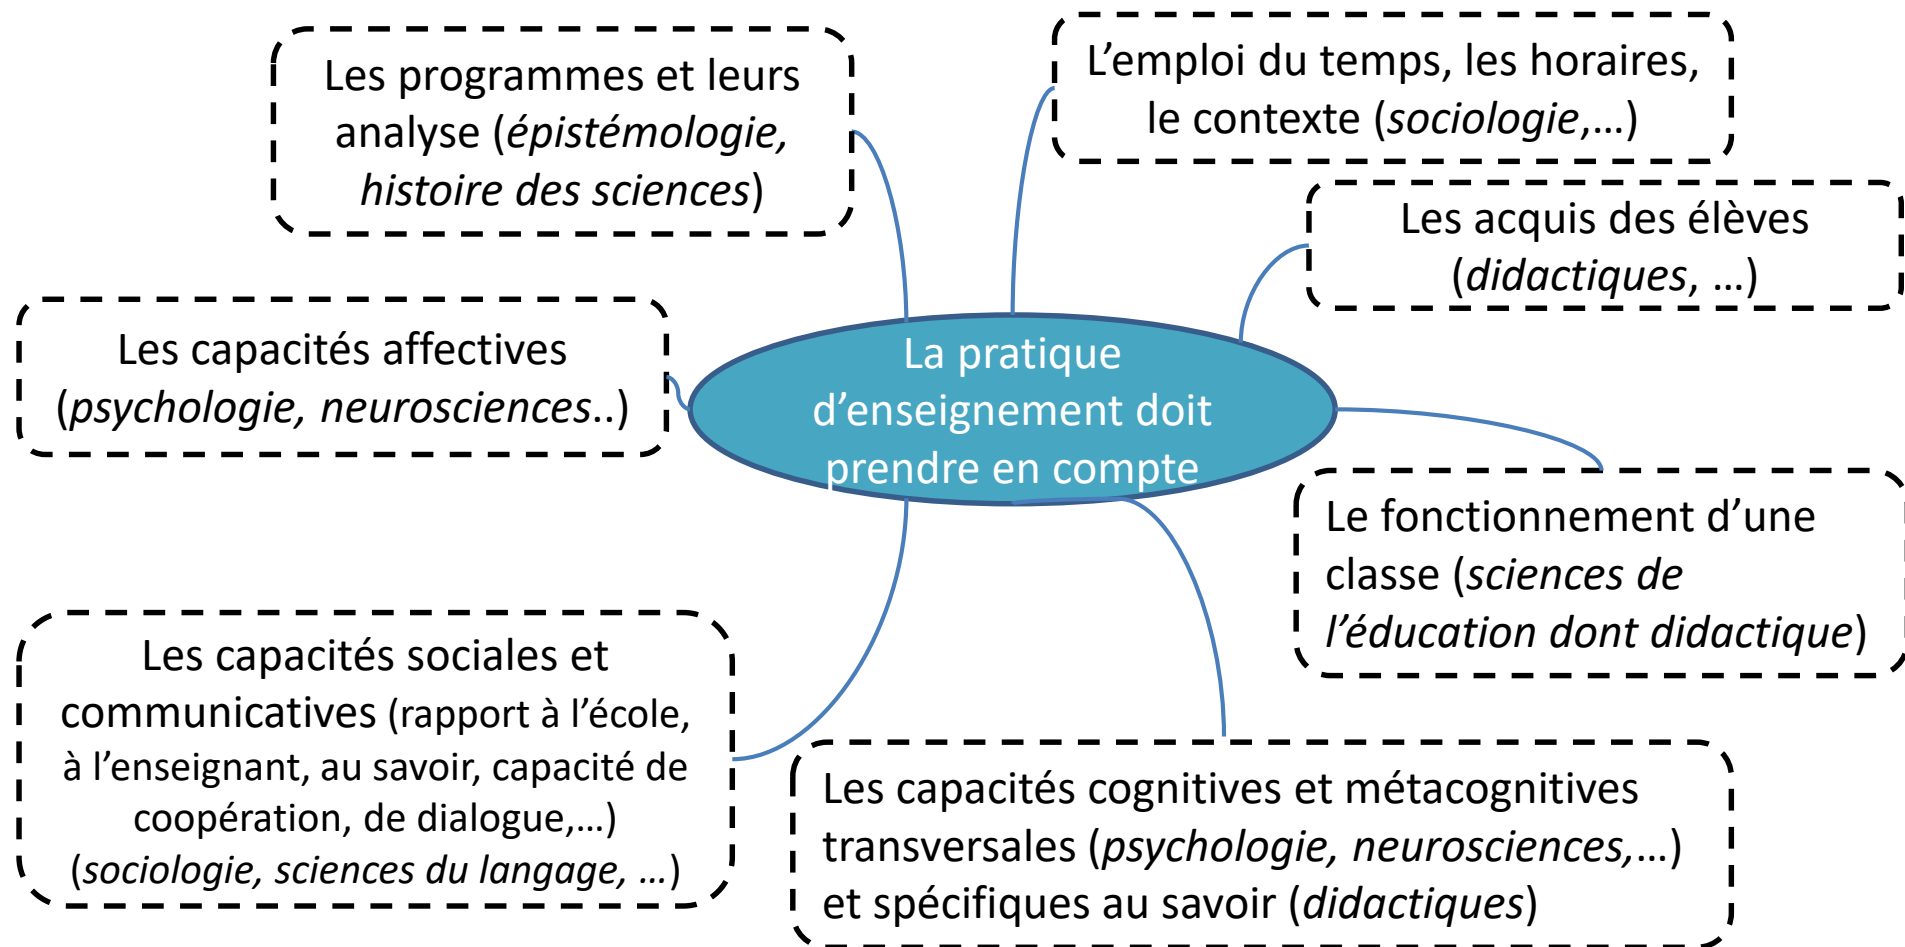 Les programmes et leurs
analyse (épistémologie,
histoire des sciences)
L’emploi du temps, les horaires,
le contexte (sociologie,…)
Les acquis des élèves
(didactiques, …)
Les capacités affectives
(psychologie, neurosciences..)
La pratique
d’enseignement doit
prendre en compte
Le fonctionnement d’une
classe (sciences de
l’éducation dont didactique)
Les capacités sociales et
communicatives (rapport à l’école,
à l’enseignant, au savoir, capacité de
coopération, de dialogue,…)
(sociologie, sciences du langage, …)
Les capacités cognitives et métacognitives
transversales (psychologie, neurosciences,…)
et spécifiques au savoir (didactiques)